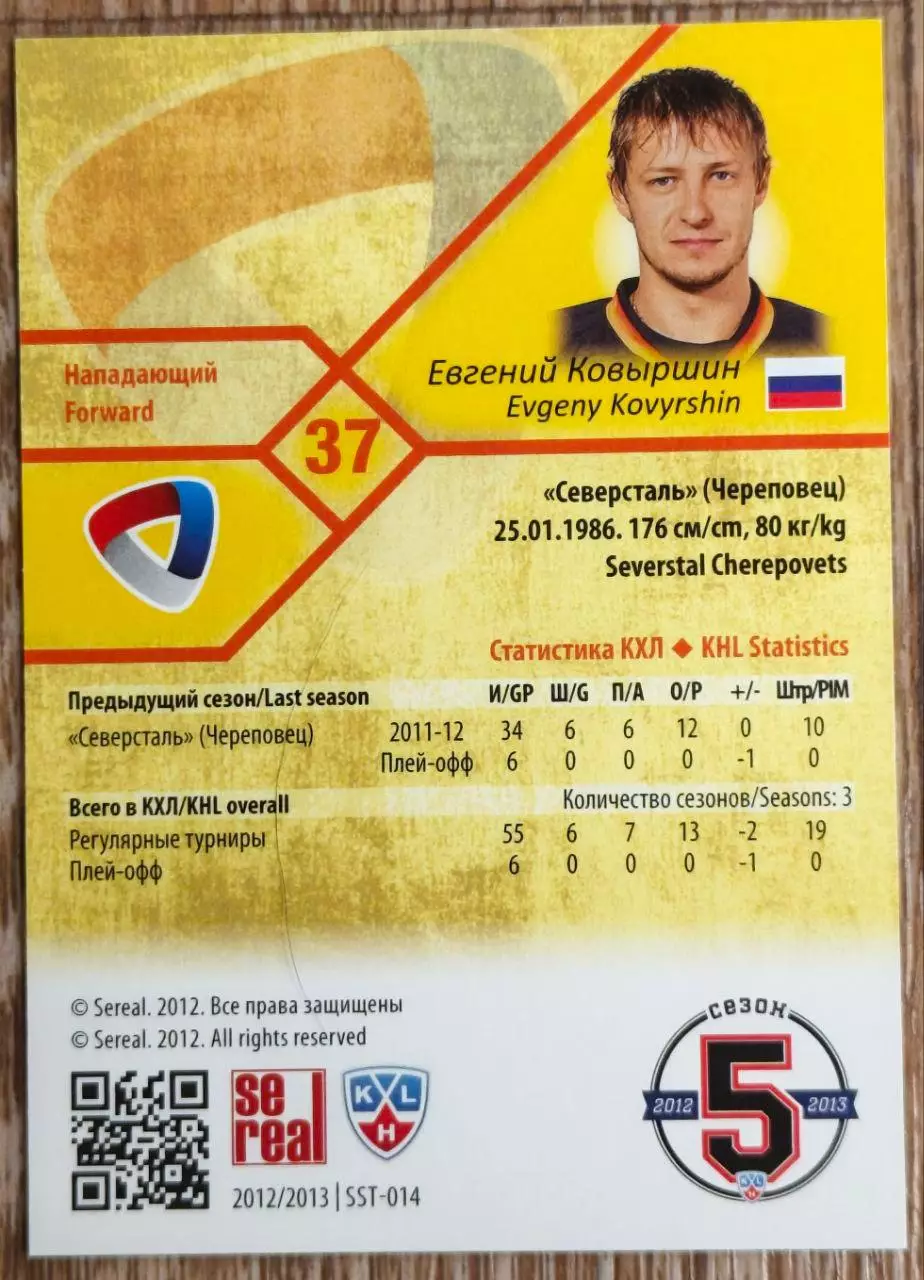 Нападающий
Forward
37
Евгений Ковыршин
Evgeny Kovyrshin
«Северсталь» (Череповец)
25.01.1986. 176 см/cm, 80 кг/kg
Severstal Cherepovets
Статистика КХЛ ◆ KHL Statistics
Предыдущий сезон/Last season И/GP Ш/G П/A О/P +/- Штр/PIM
«Северсталь» (Череповец) 2011-12 34 6 6 12 0 10
Плей-офф 6 0 0 0 -1 0
Всего в КХЛ/KHL overall Количество сезонов/Seasons: 3
Регулярные турниры 55 6 7 13 -2 19
Плей-офф 6 0 0 0 -1 0
© Sereal. 2012. Все права защищены
© Sereal. 2012. All rights reserved
se real
KHL
2012/2013 | SST-014
сезон
2012 5 2013
KHL